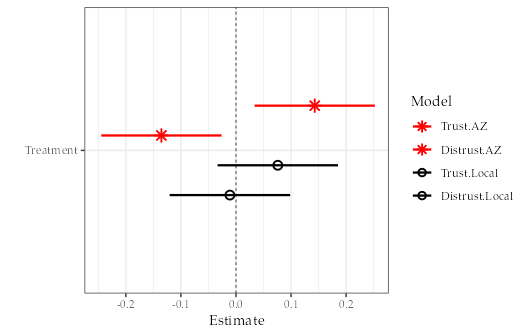 Treatment
-0.2 -0.1 0.0 0.1 0.2
Estimate
Model
Trust.AZ
Distrust.AZ
Trust.Local
Distrust.Local